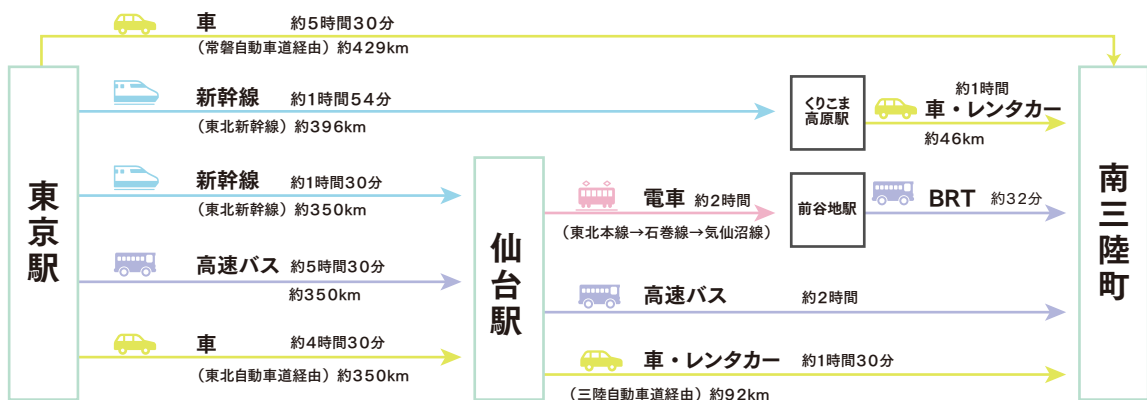 車 約5時間30分
（常磐自動車道経由）約429km
新幹線 約1時間54分
（東北新幹線）約396km
くりこま
高原駅
約1時間
車・レンタカー
約46km
東京駅
新幹線 約1時間30分
（東北新幹線）約350km
高速バス 約5時間30分
約350km
車 約4時間30分
（東北自動車道経由）約350km
仙台駅
電車 約2時間
（東北本線→石巻線→気仙沼線）
前谷地駅
BRT 約32分
高速バス 約2時間
車・レンタカー 約1時間30分
（三陸自動車道経由）約92km
南三陸町